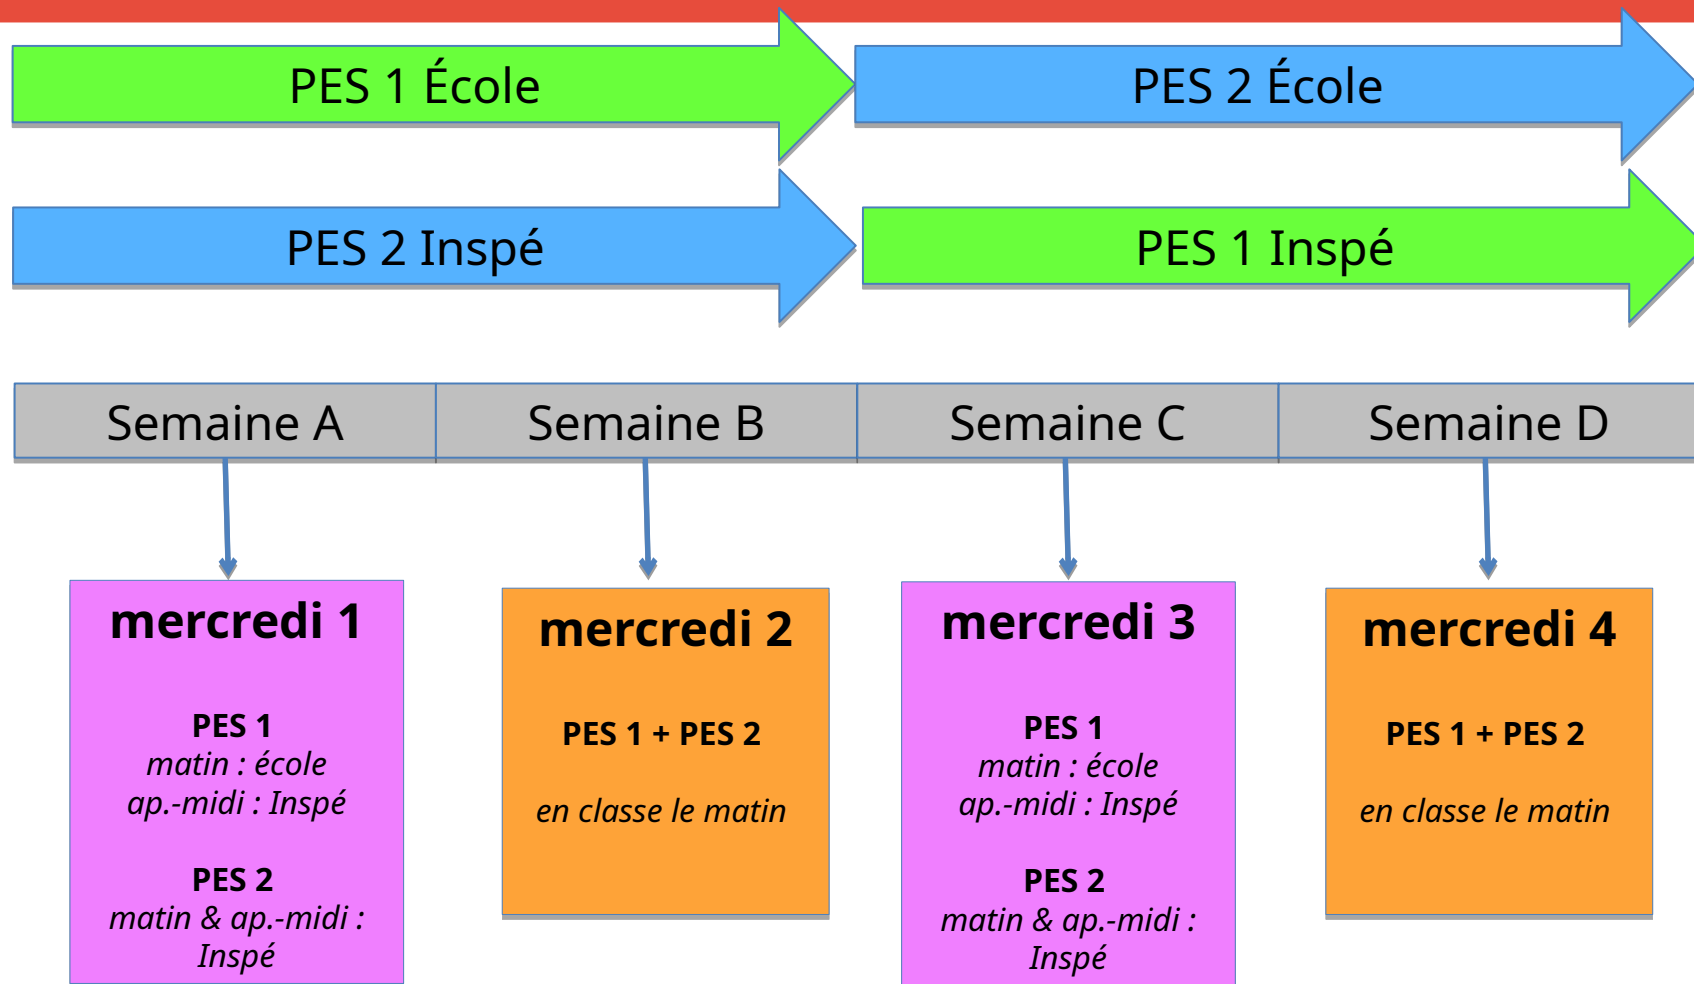 PES 1 École
PES 2 École
PES 2 Inspé
PES 1 Inspé
Semaine A
Semaine B
Semaine C
Semaine D
mercredi 1
PES 1
matin : école
ap.-midi : Inspé
PES 2
matin & ap.-midi :
Inspé
mercredi 2
PES 1 + PES 2
en classe le matin
mercredi 3
PES 1
matin : école
ap.-midi : Inspé
PES 2
matin & ap.-midi :
Inspé
mercredi 4
PES 1 + PES 2
en classe le matin